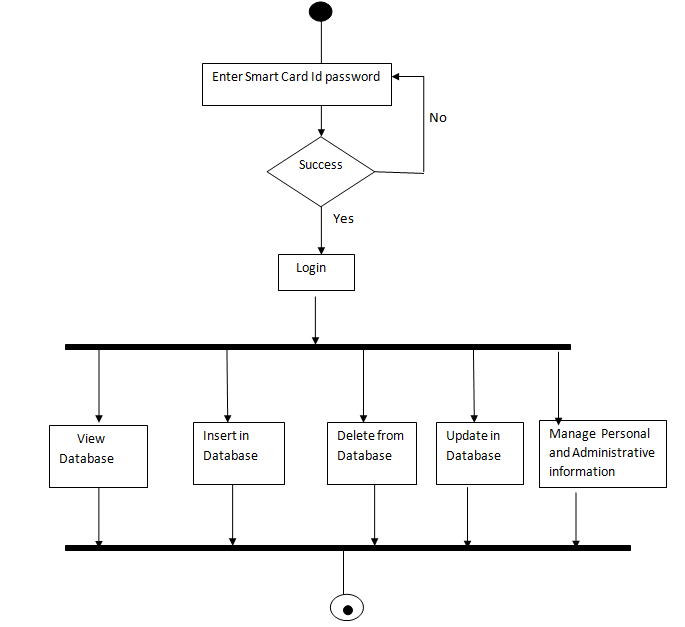 Enter Smart Card Id password
No
Success
Yes
Login
View
Database
Insert in
Database
Delete from
Database
Update in
Database
Manage Personal
and Administrative
information